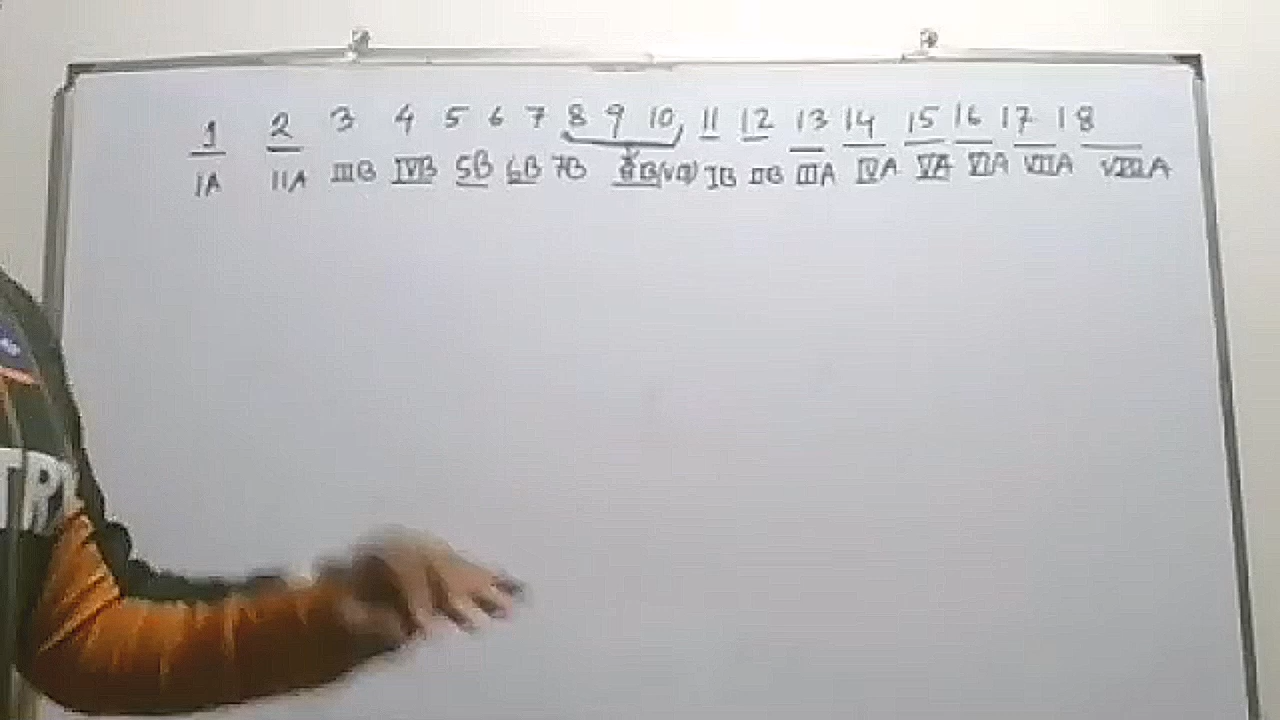 1 2 3 4 5 6 7 8 9 10 11 12 13 14 15 16 17 18
IA IIA IIIB IVB 5B 6B 7B 8B IB IIB IIIA IVA VA VIA VIIA VIIIA
TRY